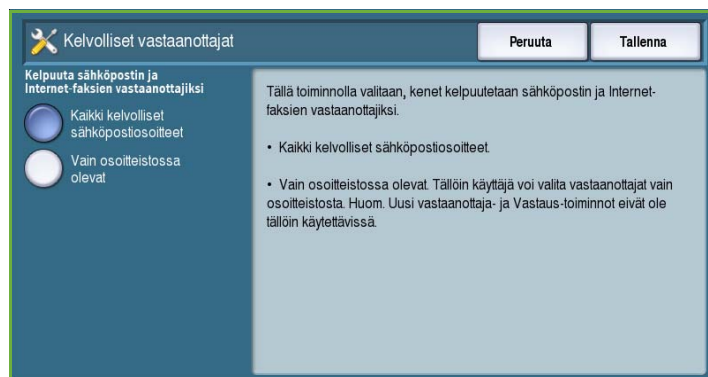 Kelvolliset vastaanottajat
Peruuta
Tallenna
Kelpuuta sähköpostin ja
Internet-faksien vastaanottajiksi
Kaikki kelvolliset
sähköpostiosoitteet
Vain osoitteistossa
olevat
Tällä toiminnolla valitaan, kenet kelpuutetaan sähköpostin ja Internet-
faksien vastaanottajiksi.
• Kaikki kelvolliset sähköpostiosoitteet.
• Vain osoitteistossa olevat. Tällöin käyttäjä voi valita vastaanottajat vain
osoitteistosta. Huom. Uusi vastaanottaja- ja Vastaus-toiminnot eivät ole
tällöin käytettävissä.